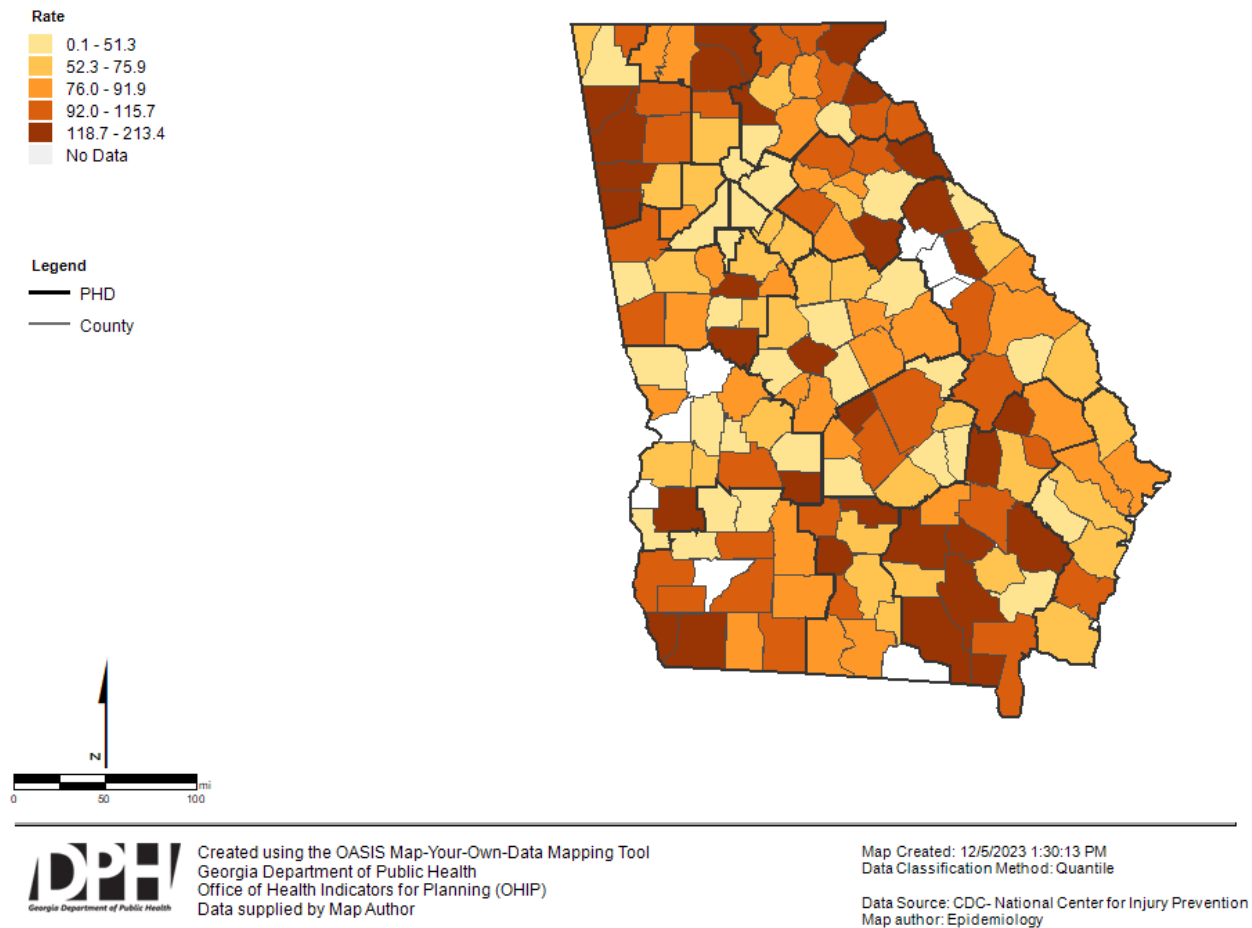 Rate
0.1 - 51.3
52.3 - 75.9
76.0 - 91.9
92.0 - 115.7
118.7 - 213.4
No Data
Legend
PHD
County
N
mi
0 50 100
DPH
Georgia Department of Public Health
Created using the OASIS Map-Your-Own-Data Mapping Tool
Georgia Department of Public Health
Office of Health Indicators for Planning (OHIP)
Data supplied by Map Author
Map Created: 12/5/2023 1:30:13 PM
Data Classification Method: Quantile
Data Source: CDC- National Center for Injury Prevention
Map author: Epidemiology